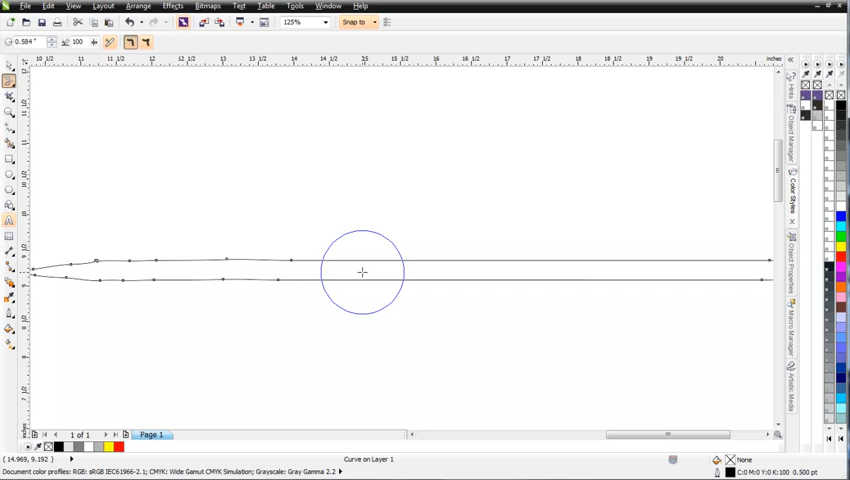 File Edit View Layout Arrange Effects Bitmaps Text Table Tools Window Help
125% Snap to
0.584 " 100
10 1/2 11 11 1/2 12 12 1/2 13 13 1/2 14 14 1/2 15 15 1/2 16 16 1/2 17 17 1/2 18 18 1/2 19 19 1/2 20 inches
Hints
Object Manager
Color Styles
Object Properties
Macro Manager
Artistic Media
1 of 1 Page 1
( 14.969, 9.192 ) Curve on Layer 1 None
Document color profiles: RGB: sRGB IEC61966-2.1; CMYK: Wide Gamut CMYK Simulation; Grayscale: Gray Gamma 2.2 C:0 M:0 Y:0 K:100 0.500 pt